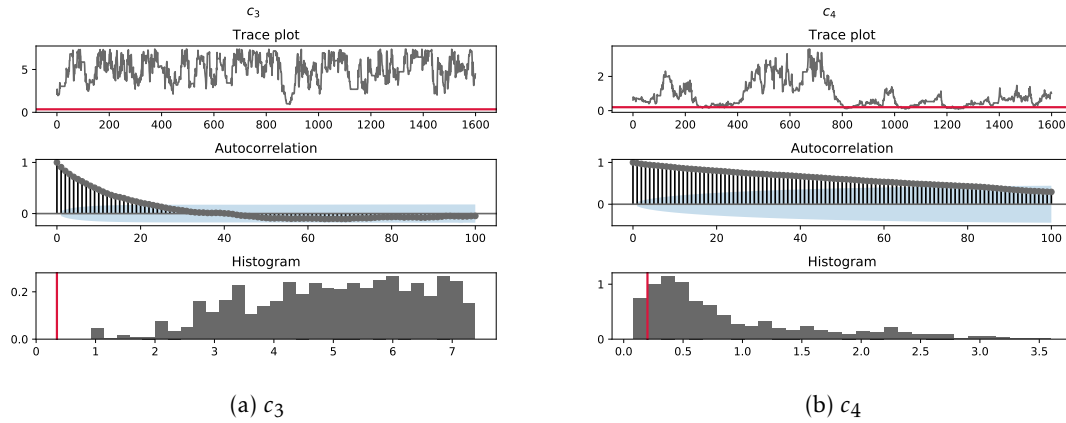 c3
Trace plot
5
0
0 200 400 600 800 1000 1200 1400 1600
Autocorrelation
1
0
0 20 40 60 80 100
Histogram
0.2
0.0
0 1 2 3 4 5 6 7
(a) c3
c4
Trace plot
2
0
0 200 400 600 800 1000 1200 1400 1600
Autocorrelation
1
0
0 20 40 60 80 100
Histogram
1
0
0.0 0.5 1.0 1.5 2.0 2.5 3.0 3.5
(b) c4